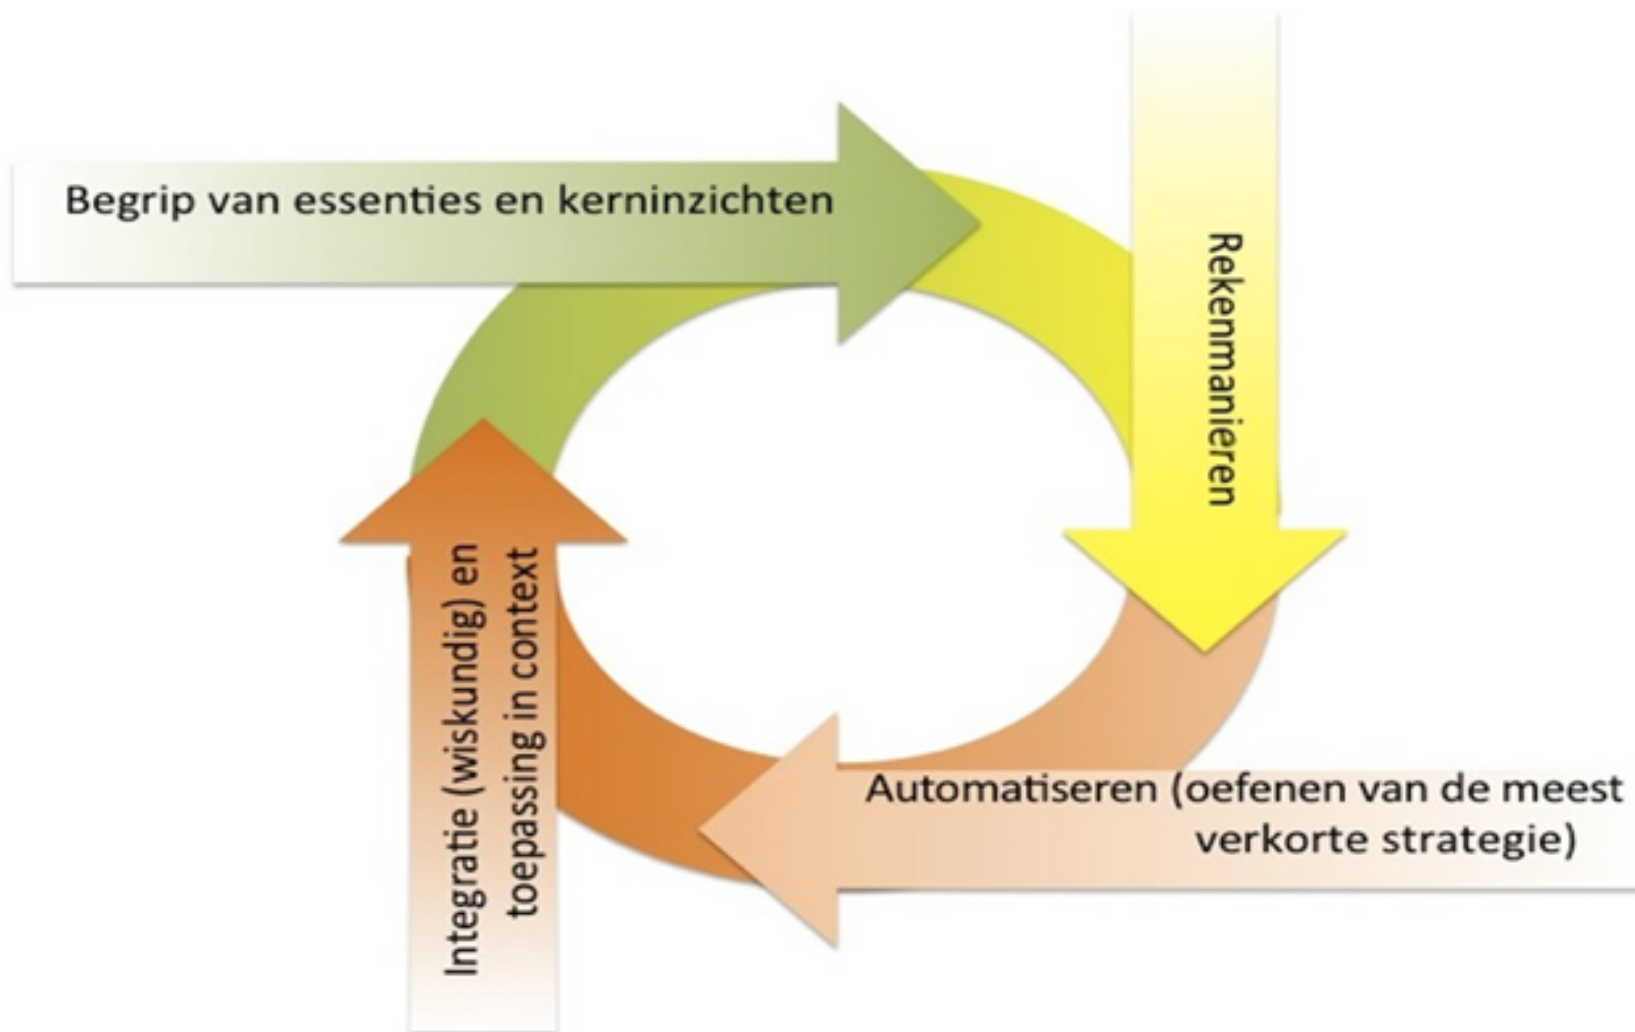 Begrip van essenties en kerninzichten
Rekenmanieren
Automatiseren (oefenen van de meest
verkorte strategie)
Integratie (wiskundig) en
toepassing in context